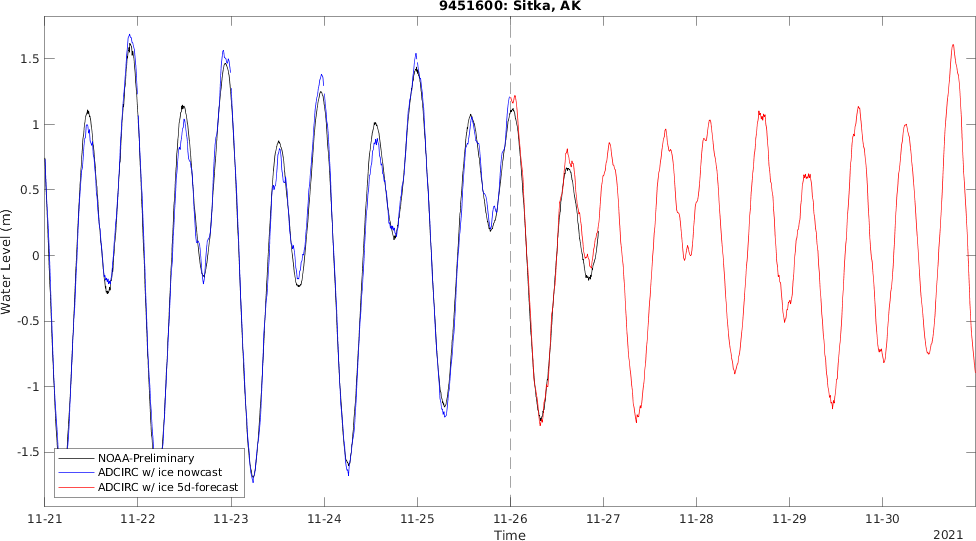 9451600: Sitka, AK
Water Level (m)
1.5
1
0.5
0
-0.5
-1
-1.5
NOAA-Preliminary
ADCIRC w/ ice nowcast
ADCIRC w/ ice 5d-forecast
11-21 11-22 11-23 11-24 11-25 11-26 11-27 11-28 11-29 11-30
Time
2021